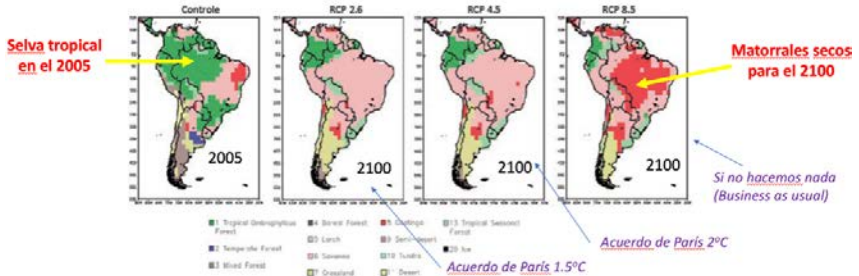 Controle
RCP 2.6
RCP 4.5
RCP 8.5
Selva tropical
en el 2005
Matorrales secos
para el 2100
2005
2100
2100
2100
Si no hacemos nada
(Business as usual)
Acuerdo de París 2ºC
Acuerdo de París 1.5ºC
1 Tropical Ombrophylous
Forest
2 Temperate Forest
3 Mixed Forest
4 Boreal Forest
5 Larch
6 Savanna
7 Grassland
8 Caatinga
9 Semi-desert
10 Tundra
11 Desert
13 Tropical Seasonal
Forest
20 Ice